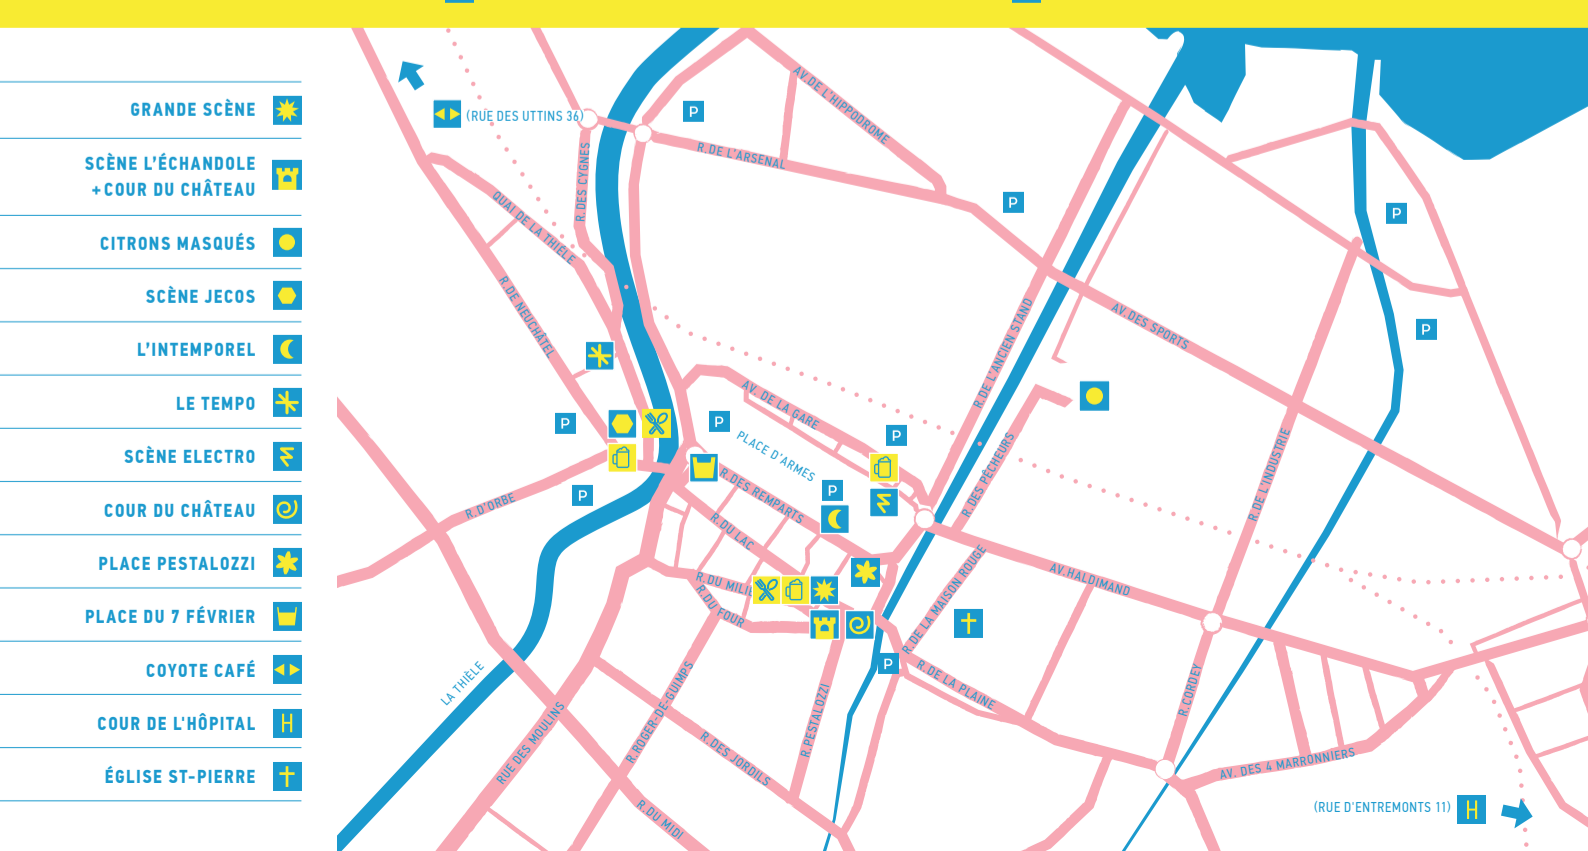 GRANDE SCÈNE
SCÈNE L'ÉCHANDOLE
+COUR DU CHÂTEAU
CITRONS MASQUÉS
SCÈNE JECOS
L'INTEMPOREL
LE TEMPO
SCÈNE ELECTRO
COUR DU CHÂTEAU
PLACE PESTALOZZI
PLACE DU 7 FÉVRIER
COYOTE CAFÉ
COUR DE L'HÔPITAL
H
ÉGLISE ST-PIERRE
(RUE DES UTTINS 36)
P
AV.DE L'HIPPODROME
R.DE L'ARSENAL
R.DES CYGNES
QUAI DE LA THIÈLE
R.DE NEUCHÂTEL
P
P
P
AV.DES SPORTS
R.DE L'ANCIEN STAND
AV. DE LA GARE
PLACE D'ARMES
P
P
P
P
P
R.DES PÊCHEURS
R.DE L'INDUSTRIE
R.D'ORBE
R.DES REMPARTS
R.DU LAC
R.DU MILIE
R.DU FOUR
AV.HALDIMAND
R.DE LA MAISON ROUGE
P
R.DE LA PLAINE
R.CORDEY
LA THIÈLE
RUE DES MOULINS
R.ROGER-DE-GUIMPS
R.PESTALOZZI
R.DES JORDILS
R.DU MIDI
AV. DES 4 MARRONNIERS
(RUE D'ENTREMONTS 11)
H